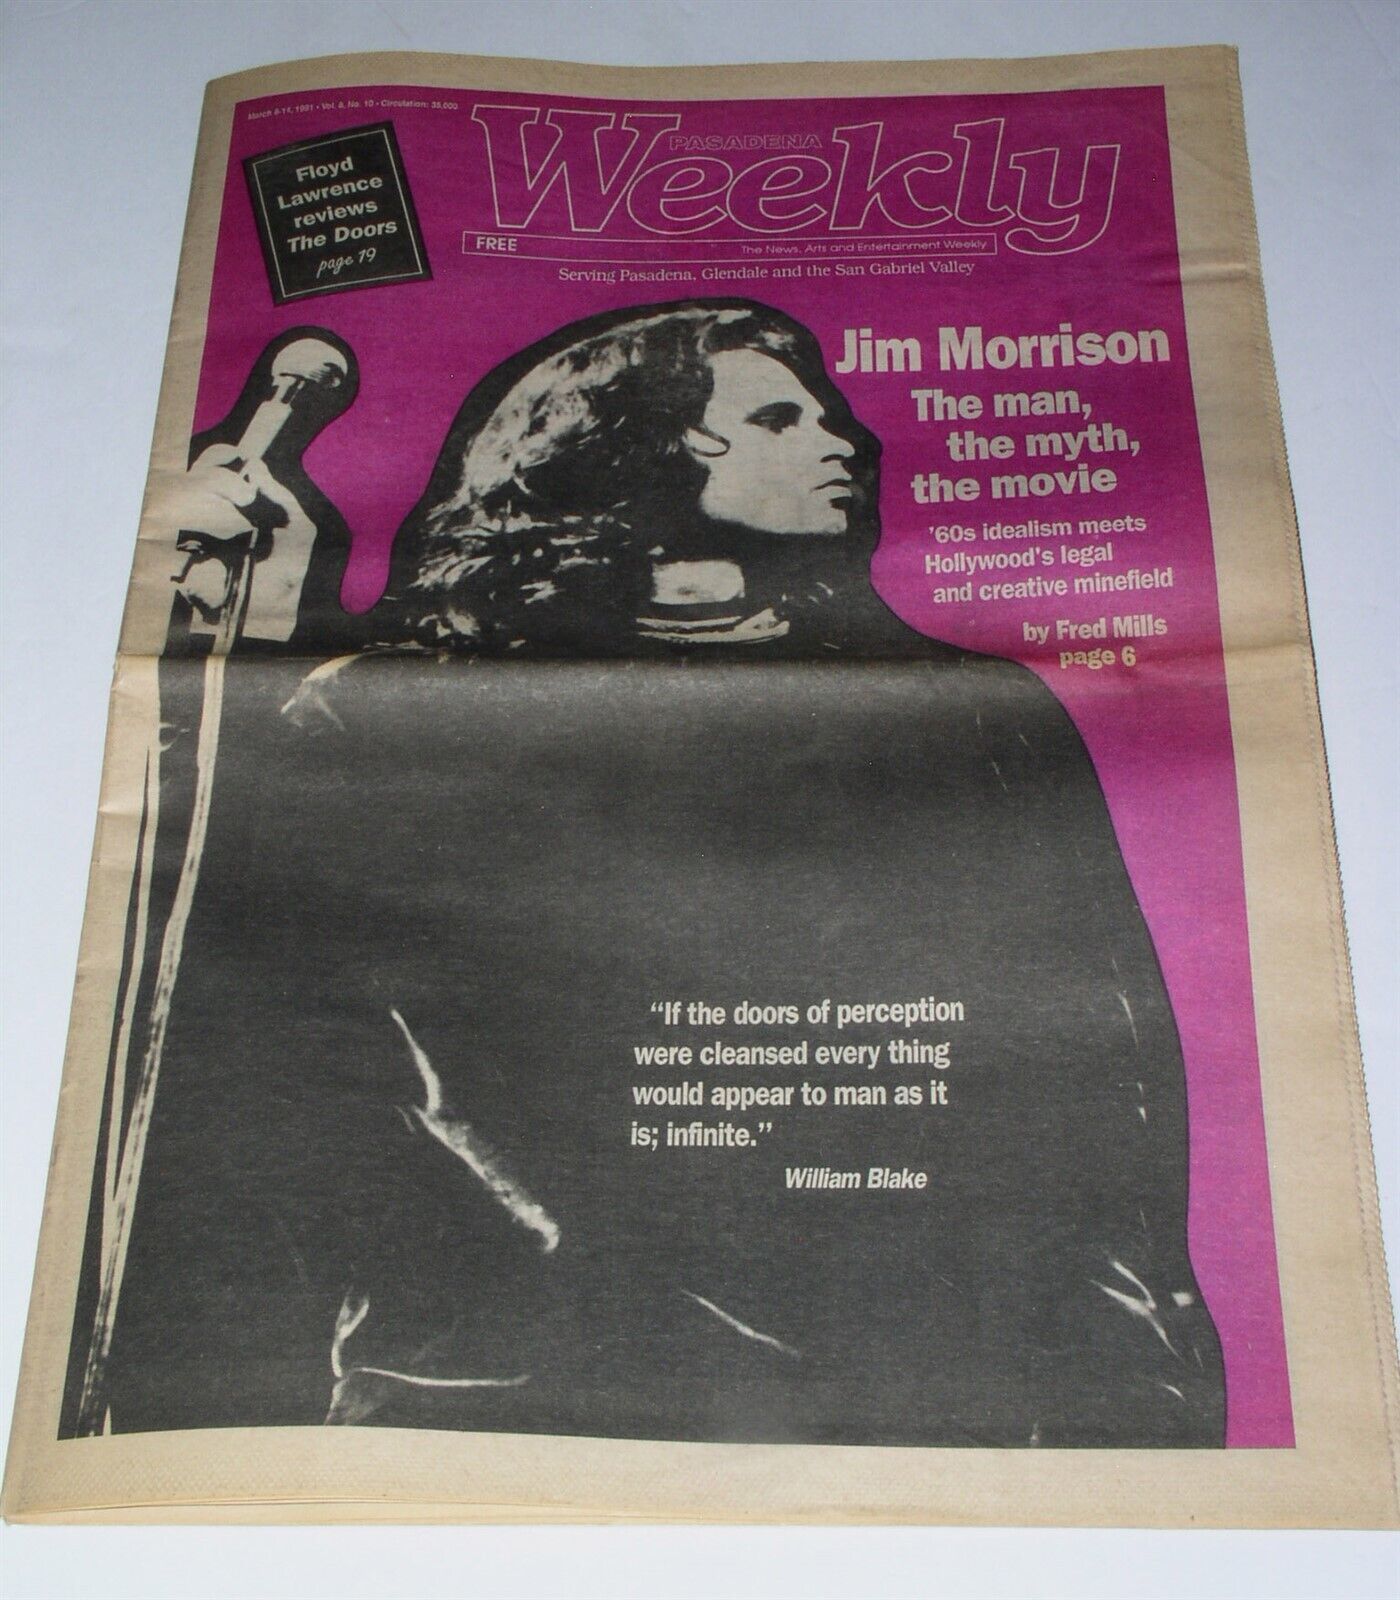 March 8-14, 1991 • Vol. 8, No. 10 • Circulation: 35,000
PASADENA
Weekly
FREE
The News, Arts and Entertainment Weekly
Serving Pasadena, Glendale and the San Gabriel Valley
Floyd
Lawrence
reviews
The Doors
page 19
Jim Morrison
The man,
the myth,
the movie
'60s idealism meets
Hollywood's legal
and creative minefield
by Fred Mills
page 6
“If the doors of perception
were cleansed every thing
would appear to man as it
is; infinite.”
William Blake